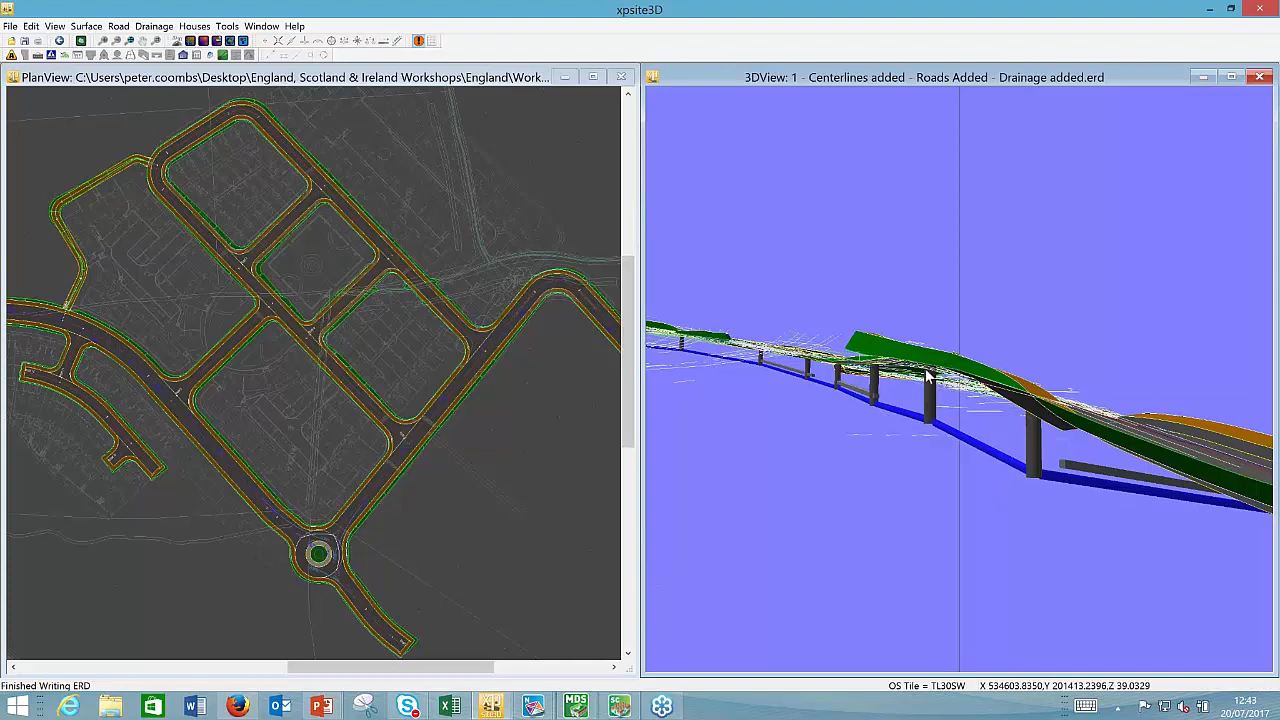 xpsite3D
File Edit View Surface Road Drainage Houses Tools Window Help
PlanView: C:\Users\peter.coombs\Desktop\England, Scotland & Ireland Workshops\England\Work...
3DView: 1 - Centerlines added - Roads Added - Drainage added.erd
Finished Writing ERD
OS Tile = TL30SW X 534603.8350,Y 201413.2396,Z 39.0329
12:43
20/07/2017